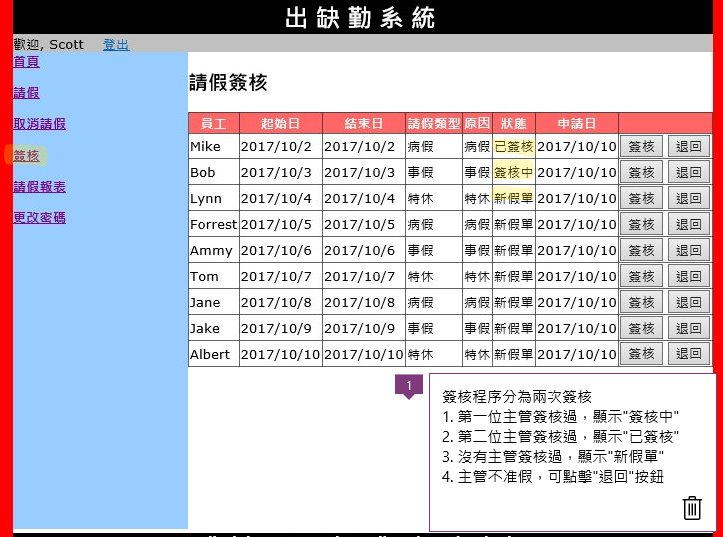 出缺勤系統
歡迎, Scott 登出
首頁
請假
取消請假
簽核
請假報表
更改密碼
請假簽核
員工 起始日 結束日 請假類型 原因 狀態 申請日
Mike 2017/10/2 2017/10/2 病假 病假 已簽核 2017/10/10 簽核 退回
Bob 2017/10/3 2017/10/3 事假 事假 簽核中 2017/10/10 簽核 退回
Lynn 2017/10/4 2017/10/4 特休 特休 新假單 2017/10/10 簽核 退回
Forrest 2017/10/5 2017/10/5 病假 病假 新假單 2017/10/10 簽核 退回
Ammy 2017/10/6 2017/10/6 事假 事假 新假單 2017/10/10 簽核 退回
Tom 2017/10/7 2017/10/7 特休 特休 新假單 2017/10/10 簽核 退回
Jane 2017/10/8 2017/10/8 病假 病假 新假單 2017/10/10 簽核 退回
Jake 2017/10/9 2017/10/9 事假 事假 新假單 2017/10/10 簽核 退回
Albert 2017/10/10 2017/10/10 特休 特休 新假單 2017/10/10 簽核 退回
1
簽核程序分為兩次簽核
1. 第一位主管簽核過，顯示"簽核中"
2. 第二位主管簽核過，顯示"已簽核"
3. 沒有主管簽核過，顯示"新假單"
4. 主管不准假，可點擊"退回"按鈕